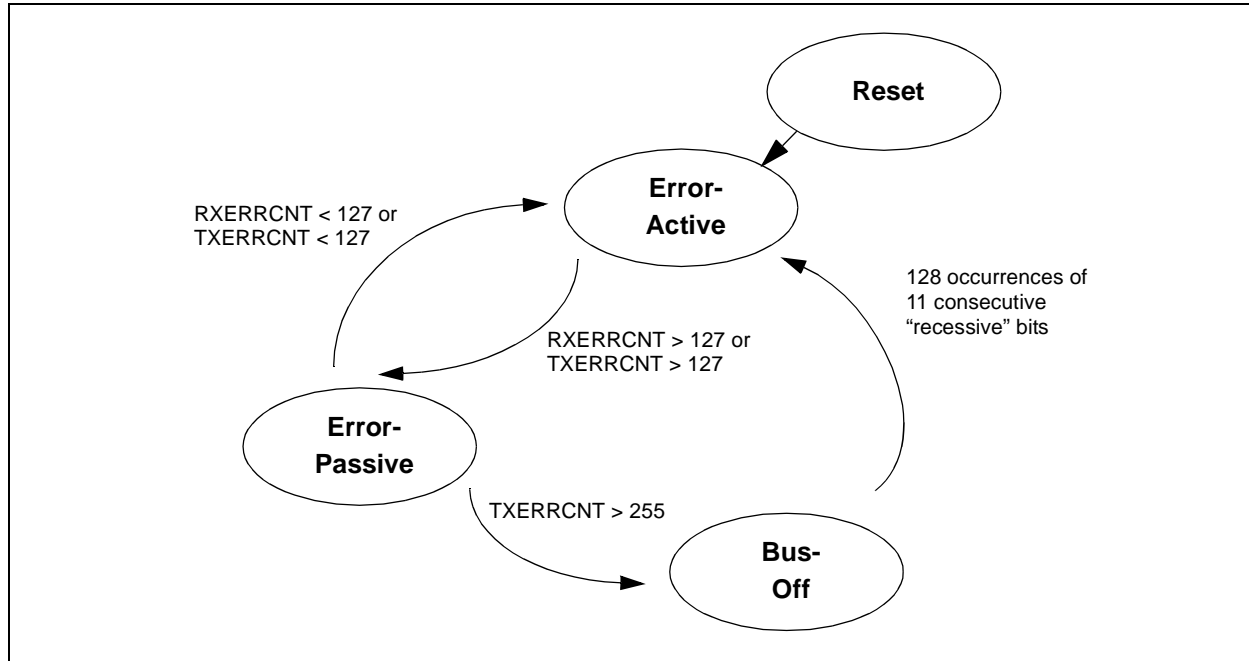 Reset
Error-
Active
RXERRCNT < 127 or
TXERRCNT < 127
128 occurrences of
11 consecutive
“recessive” bits
RXERRCNT > 127 or
TXERRCNT > 127
Error-
Passive
TXERRCNT > 255
Bus-
Off